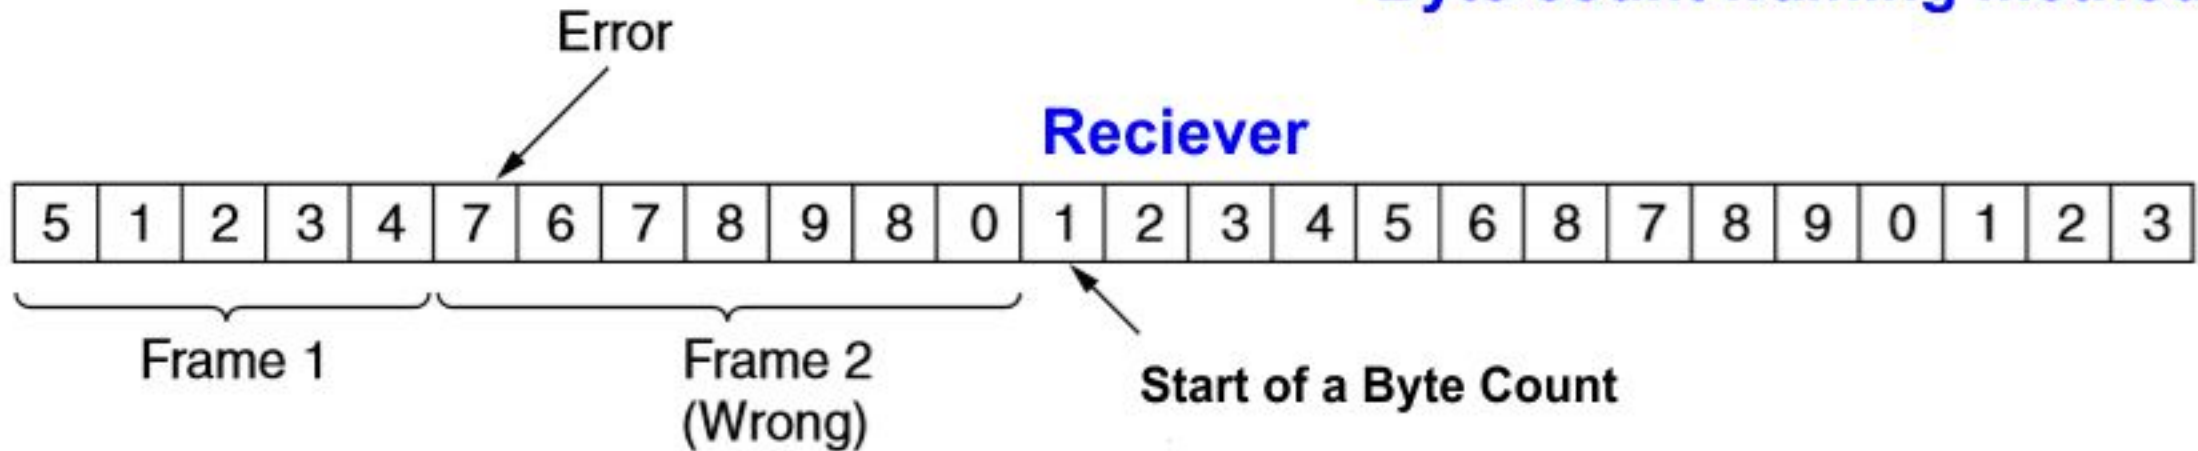 Error
Reciever
5 1 2 3 4 7 6 7 8 9 8 0 1 2 3 4 5 6 8 7 8 9 0 1 2 3
Frame 1
Frame 2
(Wrong)
Start of a Byte Count